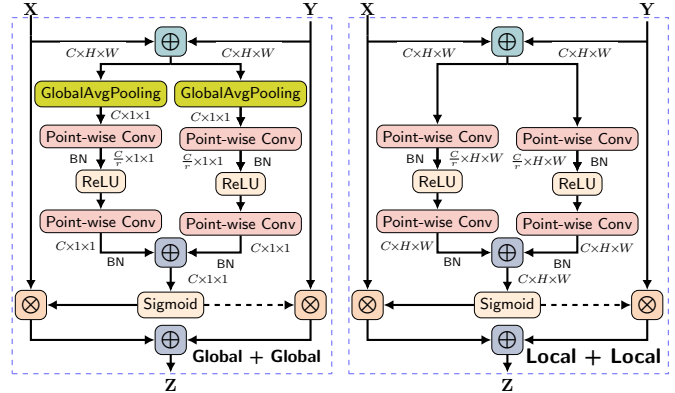 X Y X Y
⊕ ⊕
C×H×W C×H×W C×H×W C×H×W
GlobalAvgPooling GlobalAvgPooling
C×1×1 C×1×1
Point-wise Conv Point-wise Conv Point-wise Conv Point-wise Conv
BN C/r×1×1 C/r×1×1 BN BN C/r×H×W C/r×H×W BN
ReLU ReLU ReLU ReLU
Point-wise Conv Point-wise Conv Point-wise Conv Point-wise Conv
C×1×1 ⊕ C×1×1 C×H×W ⊕ C×H×W
BN BN BN BN
C×1×1 C×H×W
⊗ Sigmoid ⊗ ⊗ Sigmoid ⊗
⊕ ⊕
Global + Global Local + Local
Z Z